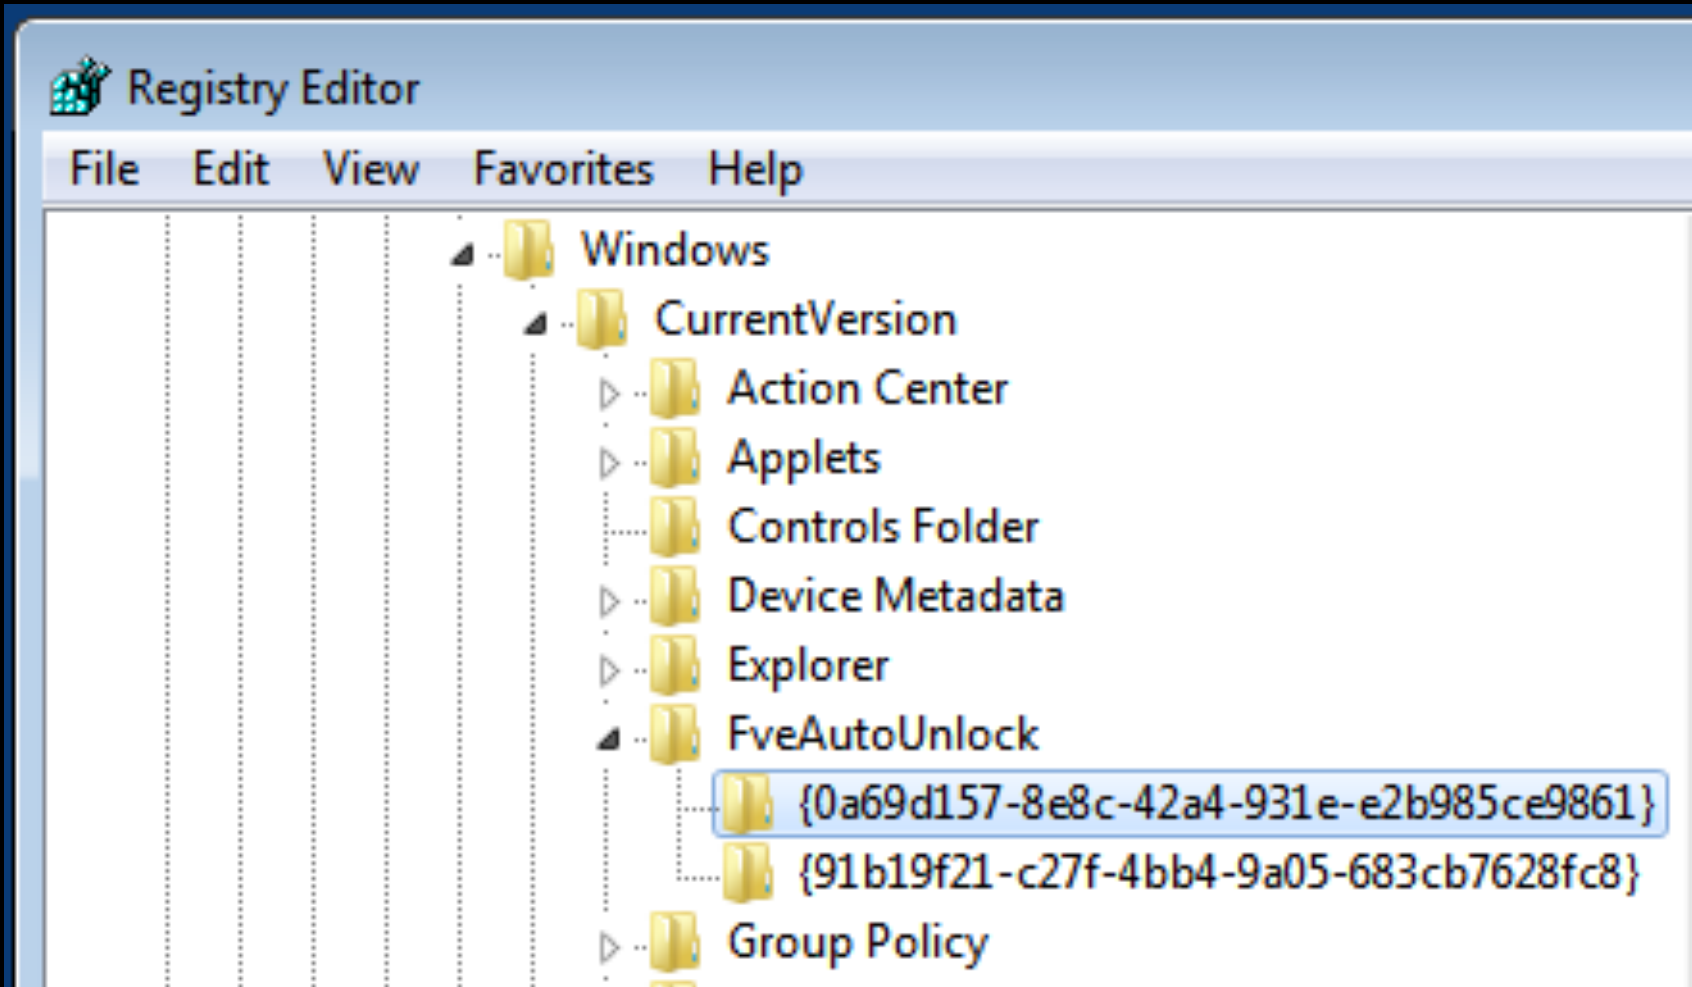 Registry Editor
File Edit View Favorites Help
Windows
CurrentVersion
Action Center
Applets
Controls Folder
Device Metadata
Explorer
FveAutoUnlock
{0a69d157-8e8c-42a4-931e-e2b985ce9861}
{91b19f21-c27f-4bb4-9a05-683cb7628fc8}
Group Policy